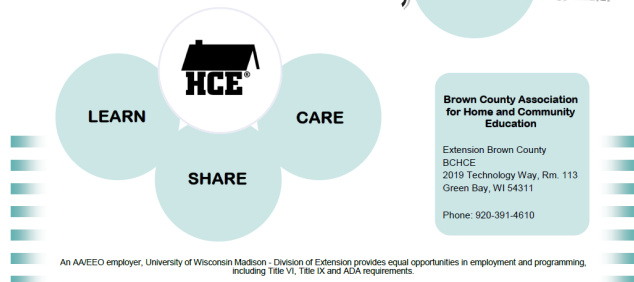 HCE®
LEARN
CARE
SHARE
Brown County Association
for Home and Community
Education
Extension Brown County
BCHCE
2019 Technology Way, Rm. 113
Green Bay, WI 54311
Phone: 920-391-4610
An AA/EEO employer, University of Wisconsin Madison - Division of Extension provides equal opportunities in employment and programming,
including Title VI, Title IX and ADA requirements.